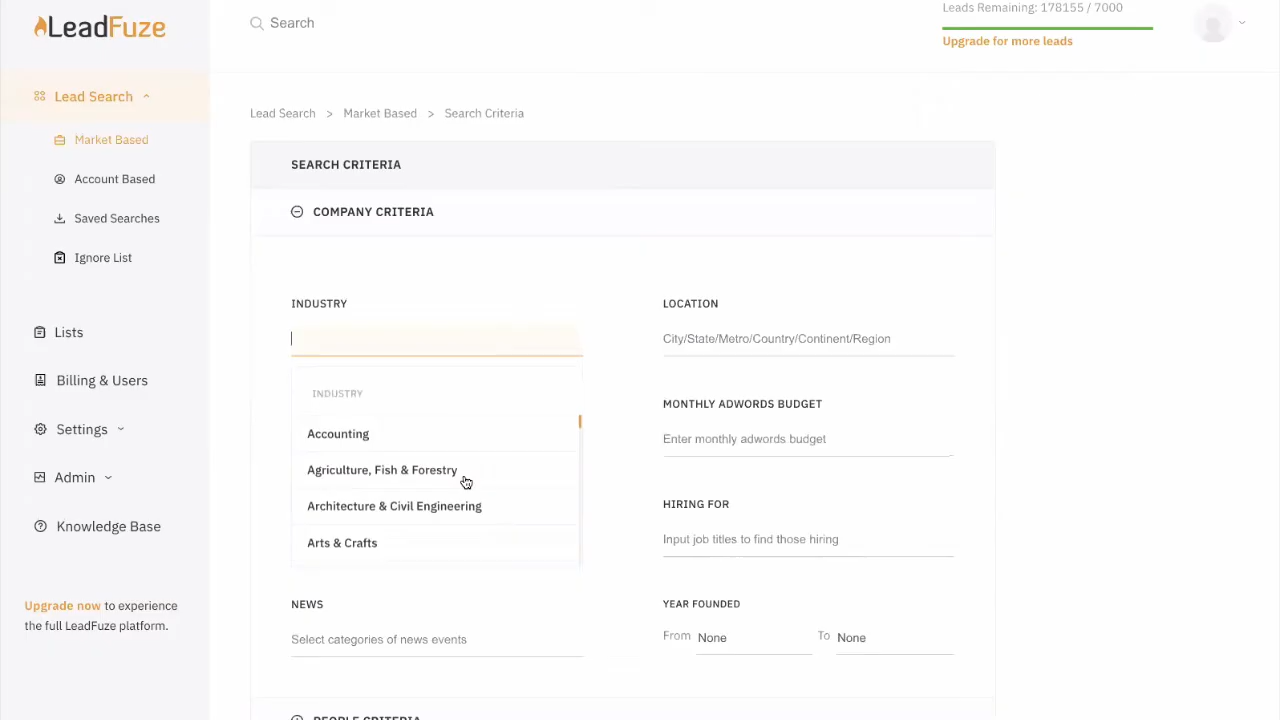 LeadFuze
Search
Leads Remaining: 178155 / 7000
Upgrade for more leads
Lead Search
Market Based
Account Based
Saved Searches
Ignore List
Lists
Billing & Users
Settings
Admin
Knowledge Base
Upgrade now to experience
the full LeadFuze platform.
Lead Search > Market Based > Search Criteria
SEARCH CRITERIA
COMPANY CRITERIA
INDUSTRY
INDUSTRY
Accounting
Agriculture, Fish & Forestry
Architecture & Civil Engineering
Arts & Crafts
NEWS
Select categories of news events
LOCATION
City/State/Metro/Country/Continent/Region
MONTHLY ADWORDS BUDGET
Enter monthly adwords budget
HIRING FOR
Input job titles to find those hiring
YEAR FOUNDED
From None To None
PEOPLE CRITERIA